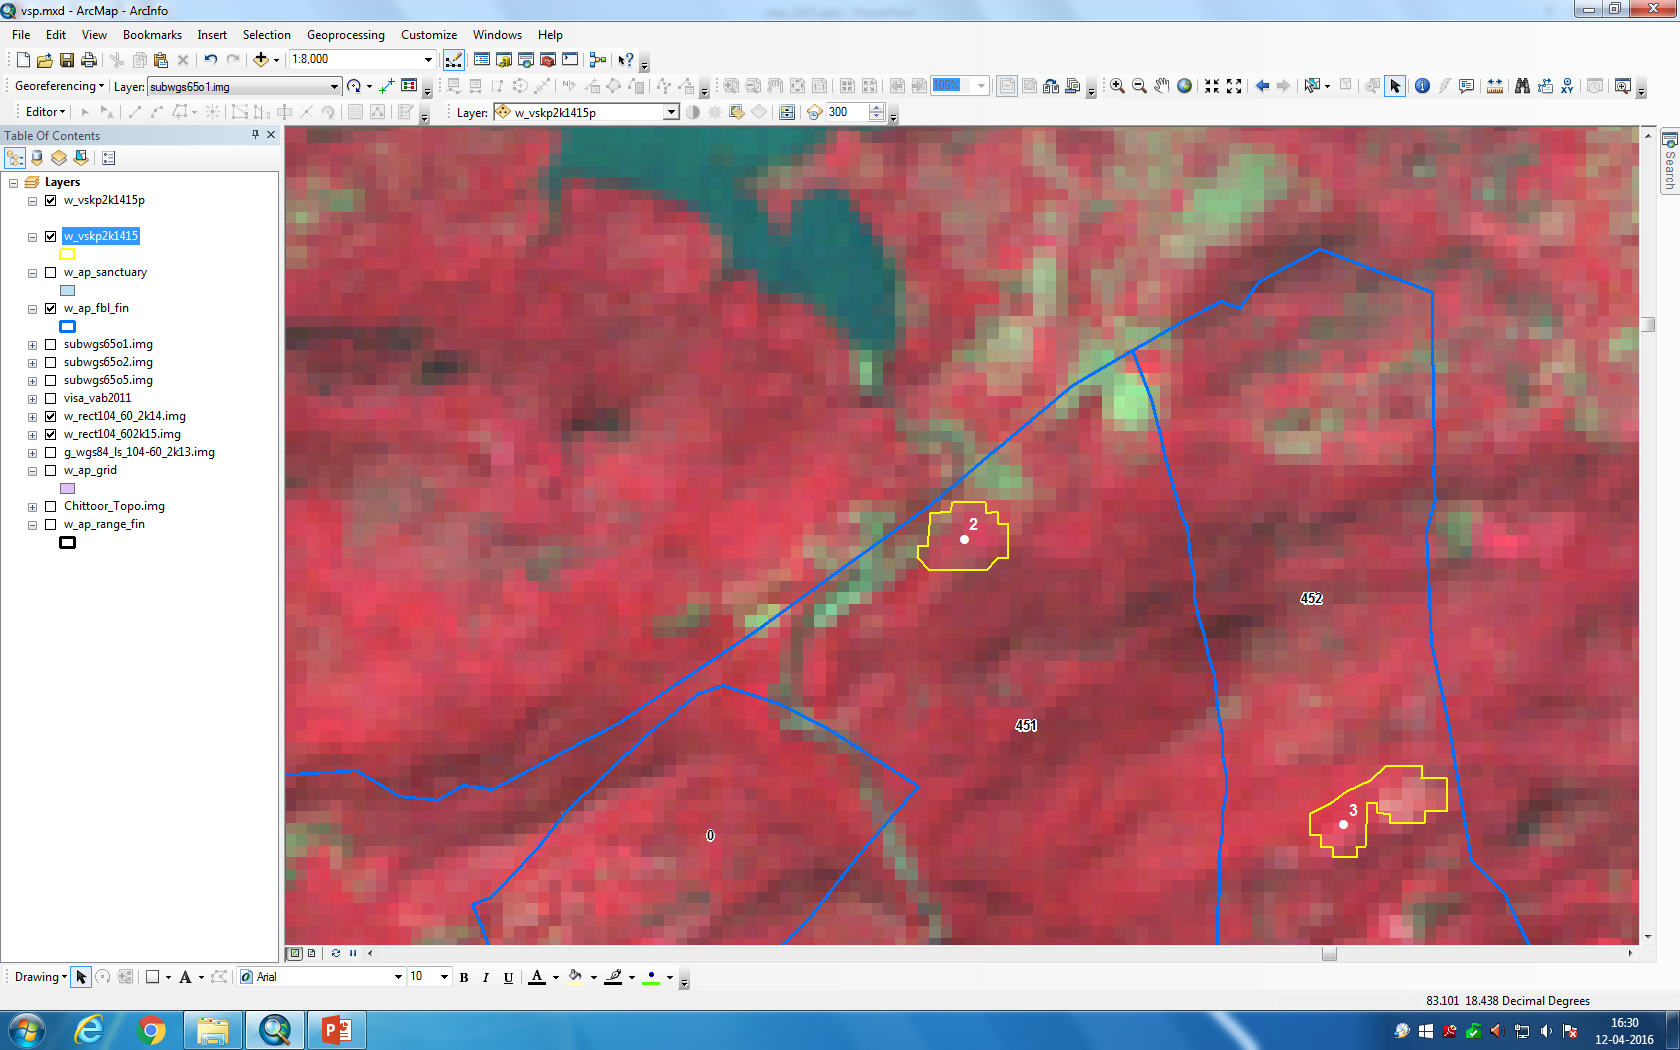 vsp.mxd - ArcMap - ArcInfo
File Edit View Bookmarks Insert Selection Geoprocessing Customize Windows Help
1:8,000
Georeferencing Layer: subwgs65o1.img
100%
Editor Layer: w_vskp2k1415p 300
Table Of Contents
Layers
w_vskp2k1415p
w_vskp2k1415
w_ap_sanctuary
w_ap_fbl_fin
subwgs65o1.img
subwgs65o2.img
subwgs65o5.img
visa_vab2011
w_rect104_60_2k14.img
w_rect104_602k15.img
g_wgs84_ls_104-60_2k13.img
w_ap_grid
Chittoor_Topo.img
w_ap_range_fin
Search
2
452
451
3
0
Drawing A Arial 10 B I U A
83.101 18.438 Decimal Degrees
16:30
12-04-2016